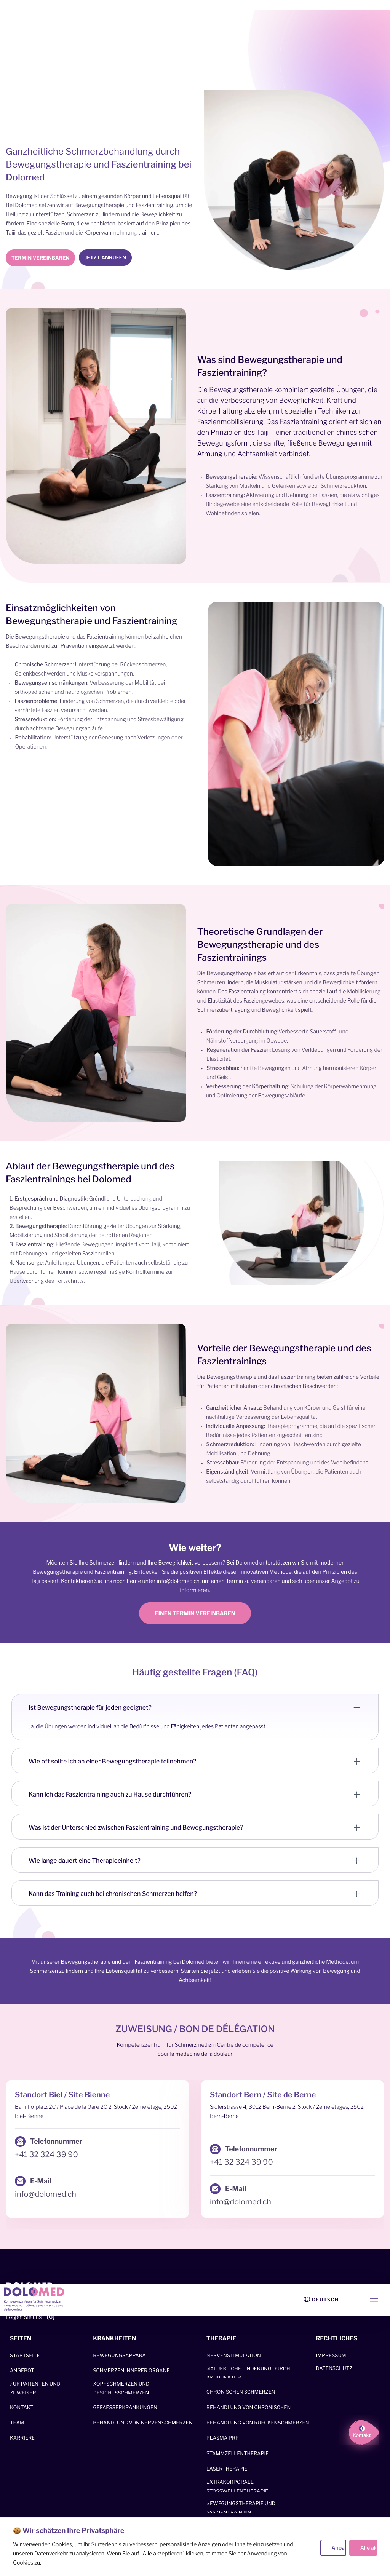 Ganzheitliche Schmerzbehandlung durch
Bewegungstherapie und Faszientraining bei
Dolomed
Bewegung ist der Schlüssel zu einem gesunden Körper und Lebensqualität.
Bei Dolomed setzen wir auf Bewegungstherapie und Faszientraining, um die
Heilung zu unterstützen, Schmerzen zu lindern und die Beweglichkeit zu
fördern. Eine spezielle Form, die wir anbieten, basiert auf den Prinzipien des
Taiji, das gezielt Faszien und die Körperwahrnehmung trainiert.
TERMIN VEREINBAREN
JETZT ANRUFEN
Was sind Bewegungstherapie und
Faszientraining?
Die Bewegungstherapie kombiniert gezielte Übungen, die
auf die Verbesserung von Beweglichkeit, Kraft und
Körperhaltung abzielen, mit speziellen Techniken zur
Faszienmobilisierung. Das Faszientraining orientiert sich an
den Prinzipien des Taiji – einer traditionellen chinesischen
Bewegungsform, die sanfte, fließende Bewegungen mit
Atmung und Achtsamkeit verbindet.
Bewegungstherapie: Wissenschaftlich fundierte Übungsprogramme zur
Stärkung von Muskeln und Gelenken sowie zur Schmerzreduktion.
Faszientraining: Aktivierung und Dehnung der Faszien, die als wichtiges
Bindegewebe eine entscheidende Rolle für Beweglichkeit und
Wohlbefinden spielen.
Einsatzmöglichkeiten von
Bewegungstherapie und Faszientraining
Die Bewegungstherapie und das Faszientraining können bei zahlreichen
Beschwerden und zur Prävention eingesetzt werden:
Chronische Schmerzen: Unterstützung bei Rückenschmerzen,
Gelenkbeschwerden und Muskelverspannungen.
Bewegungseinschränkungen: Verbesserung der Mobilität bei
orthopädischen und neurologischen Problemen.
Faszienprobleme: Linderung von Schmerzen, die durch verklebte oder
verhärtete Faszien verursacht werden.
Stressreduktion: Förderung der Entspannung und Stressbewältigung
durch achtsame Bewegungsabläufe.
Rehabilitation: Unterstützung der Genesung nach Verletzungen oder
Operationen.
Theoretische Grundlagen der
Bewegungstherapie und des
Faszientrainings
Die Bewegungstherapie basiert auf der Erkenntnis, dass gezielte Übungen
Schmerzen lindern, die Muskulatur stärken und die Beweglichkeit fördern
können. Das Faszientraining konzentriert sich speziell auf die Mobilisierung
und Elastizität des Fasziengewebes, was eine entscheidende Rolle für die
Schmerzübertragung und Beweglichkeit spielt.
Förderung der Durchblutung:Verbesserte Sauerstoff- und
Nährstoffversorgung im Gewebe.
Regeneration der Faszien: Lösung von Verklebungen und Förderung der
Elastizität.
Stressabbau: Sanfte Bewegungen und Atmung harmonisieren Körper
und Geist.
Verbesserung der Körperhaltung: Schulung der Körperwahrnehmung
und Optimierung der Bewegungsabläufe.
Ablauf der Bewegungstherapie und des
Faszientrainings bei Dolomed
1. Erstgespräch und Diagnostik: Gründliche Untersuchung und
Besprechung der Beschwerden, um ein individuelles Übungsprogramm zu
erstellen.
2. Bewegungstherapie: Durchführung gezielter Übungen zur Stärkung,
Mobilisierung und Stabilisierung der betroffenen Regionen.
3. Faszientraining: Fließende Bewegungen, inspiriert vom Taiji, kombiniert
mit Dehnungen und gezielten Faszienrollen.
4. Nachsorge: Anleitung zu Übungen, die Patienten auch selbstständig zu
Hause durchführen können, sowie regelmäßige Kontrolltermine zur
Überwachung des Fortschritts.
Vorteile der Bewegungstherapie und des
Faszientrainings
Die Bewegungstherapie und das Faszientraining bieten zahlreiche Vorteile
für Patienten mit akuten oder chronischen Beschwerden:
Ganzheitlicher Ansatz: Behandlung von Körper und Geist für eine
nachhaltige Verbesserung der Lebensqualität.
Individuelle Anpassung: Therapieprogramme, die auf die spezifischen
Bedürfnisse jedes Patienten zugeschnitten sind.
Schmerzreduktion: Linderung von Beschwerden durch gezielte
Mobilisation und Dehnung.
Stressabbau: Förderung der Entspannung und des Wohlbefindens.
Eigenständigkeit: Vermittlung von Übungen, die Patienten auch
selbstständig durchführen können.
Wie weiter?
Möchten Sie Ihre Schmerzen lindern und Ihre Beweglichkeit verbessern? Bei Dolomed unterstützen wir Sie mit moderner
Bewegungstherapie und Faszientraining. Entdecken Sie die positiven Effekte dieser innovativen Methode, die auf den Prinzipien des
Taiji basiert. Kontaktieren Sie uns noch heute unter info@dolomed.ch, um einen Termin zu vereinbaren und sich über unser Angebot zu
informieren.
EINEN TERMIN VEREINBAREN
Häufig gestellte Fragen (FAQ)
Ist Bewegungstherapie für jeden geeignet?
Ja, die Übungen werden individuell an die Bedürfnisse und Fähigkeiten jedes Patienten angepasst.
Wie oft sollte ich an einer Bewegungstherapie teilnehmen?
Kann ich das Faszientraining auch zu Hause durchführen?
Was ist der Unterschied zwischen Faszientraining und Bewegungstherapie?
Wie lange dauert eine Therapieeinheit?
Kann das Training auch bei chronischen Schmerzen helfen?
Mit unserer Bewegungstherapie und dem Faszientraining bei Dolomed bieten wir Ihnen eine effektive und ganzheitliche Methode, um
Schmerzen zu lindern und Ihre Lebensqualität zu verbessern. Starten Sie jetzt und erleben Sie die positive Wirkung von Bewegung und
Achtsamkeit!
ZUWEISUNG / BON DE DÉLÉGATION
Kompetenzzentrum für Schmerzmedizin Centre de compétence
pour la médecine de la douleur
Standort Biel / Site Bienne
Bahnhofplatz 2C / Place de la Gare 2C 2. Stock / 2ème étage, 2502
Biel-Bienne
Telefonnummer
+41 32 324 39 90
E-Mail
info@dolomed.ch
Standort Bern / Site de Berne
Sidlerstrasse 4, 3012 Bern-Berne 2. Stock / 2ème étages, 2502
Bern-Berne
Telefonnummer
+41 32 324 39 90
E-Mail
info@dolomed.ch
DOLOMED
DEUTSCH
Folgen Sie uns
SEITEN
STARTSEITE
ANGEBOT
FÜR PATIENTEN UND
ZUWEISER
KONTAKT
TEAM
KARRIERE
KRANKHEITEN
BEWEGUNGSAPPARAT
SCHMERZEN INNERER ORGANE
KOPFSCHMERZEN UND
GESICHTSSCHMERZEN
GEFAESSERKRANKUNGEN
BEHANDLUNG VON NERVENSCHMERZEN
THERAPIE
NERVENSTIMULATION
NATUERLICHE LINDERUNG DURCH
AKUPUNKTUR
CHRONISCHEN SCHMERZEN
BEHANDLUNG VON CHRONISCHEN
BEHANDLUNG VON RUECKENSCHMERZEN
PLASMA PRP
STAMMZELLENTHERAPIE
LASERTHERAPIE
EXTRAKORPORALE
STOSSWELLENTHERAPIE
BEWEGUNGSTHERAPIE UND
FASZIENTRAINING
RECHTLICHES
IMPRESSUM
DATENSCHUTZ
Kontakt
Wir schätzen Ihre Privatsphäre
Wir verwenden Cookies, um Ihr Surferlebnis zu verbessern, personalisierte Anzeigen oder Inhalte einzusetzen und
unseren Datenverkehr zu analysieren. Wenn Sie auf „Alle akzeptieren" klicken, stimmen Sie der Anwendung von
Cookies zu.
Anpa
Alle ak